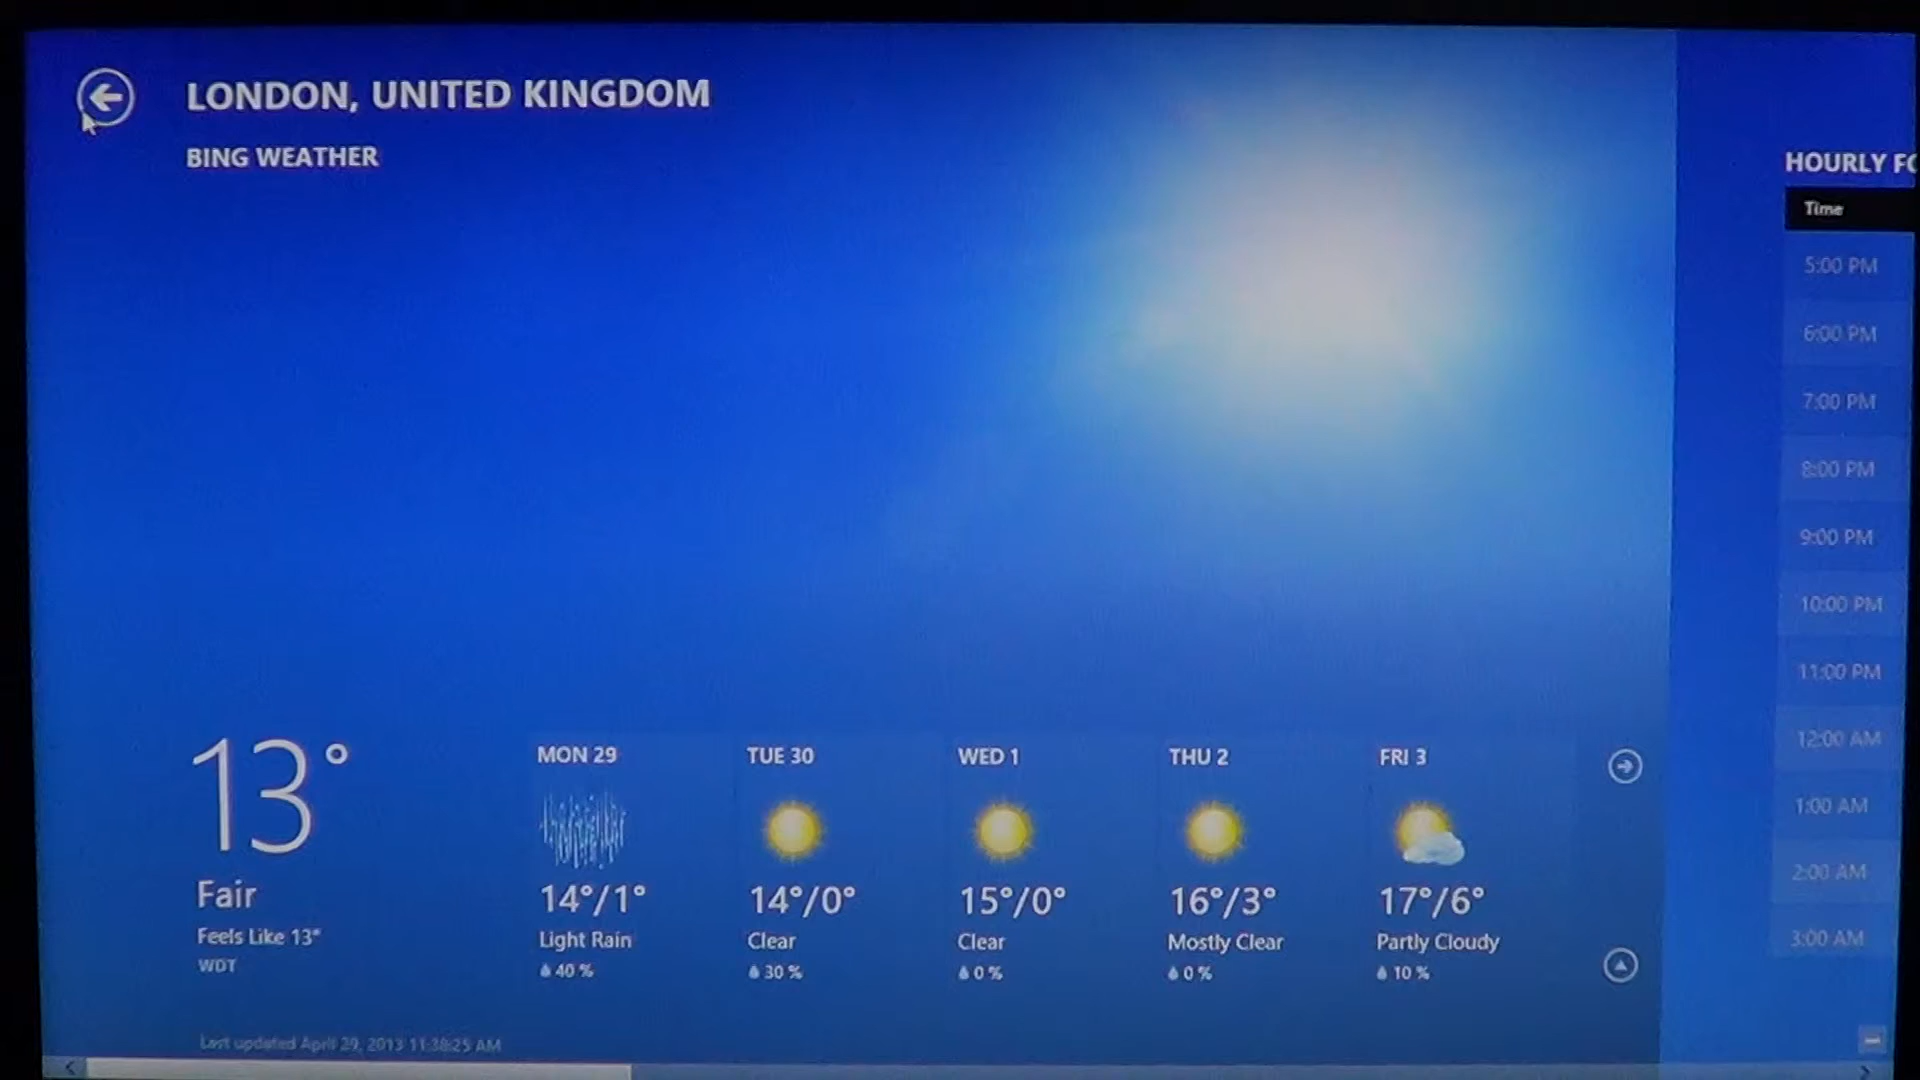 LONDON, UNITED KINGDOM
BING WEATHER
13°
Fair
Feels Like 13°
WDT
MON 29
14°/1°
Light Rain
40 %
TUE 30
14°/0°
Clear
30 %
WED 1
15°/0°
Clear
0 %
THU 2
16°/3°
Mostly Clear
0 %
FRI 3
17°/6°
Partly Cloudy
10 %
Last updated April 29, 2013 11:38:25 AM
HOURLY FO
Time
5:00 PM
6:00 PM
7:00 PM
8:00 PM
9:00 PM
10:00 PM
11:00 PM
12:00 AM
1:00 AM
2:00 AM
3:00 AM